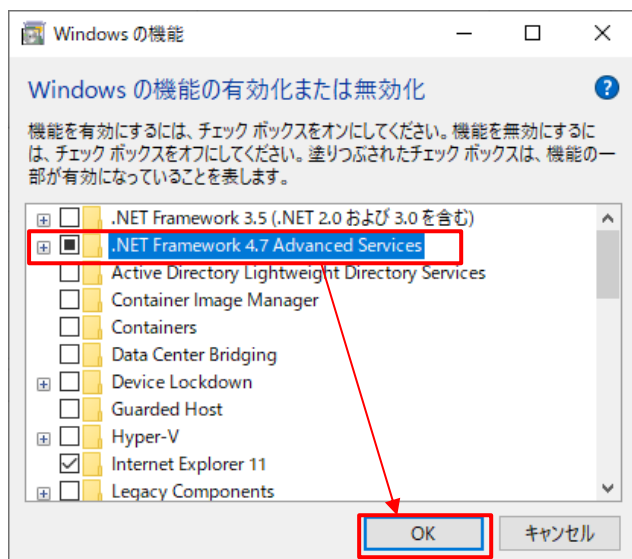 Windows の機能
Windows の機能の有効化または無効化
機能を有効にするには、チェック ボックスをオンにしてください。機能を無効にするに
は、チェック ボックスをオフにしてください。塗りつぶされたチェック ボックスは、機能の一
部が有効になっていることを表します。
.NET Framework 3.5 (.NET 2.0 および 3.0 を含む)
.NET Framework 4.7 Advanced Services
Active Directory Lightweight Directory Services
Container Image Manager
Containers
Data Center Bridging
Device Lockdown
Guarded Host
Hyper-V
Internet Explorer 11
Legacy Components
OK
キャンセル